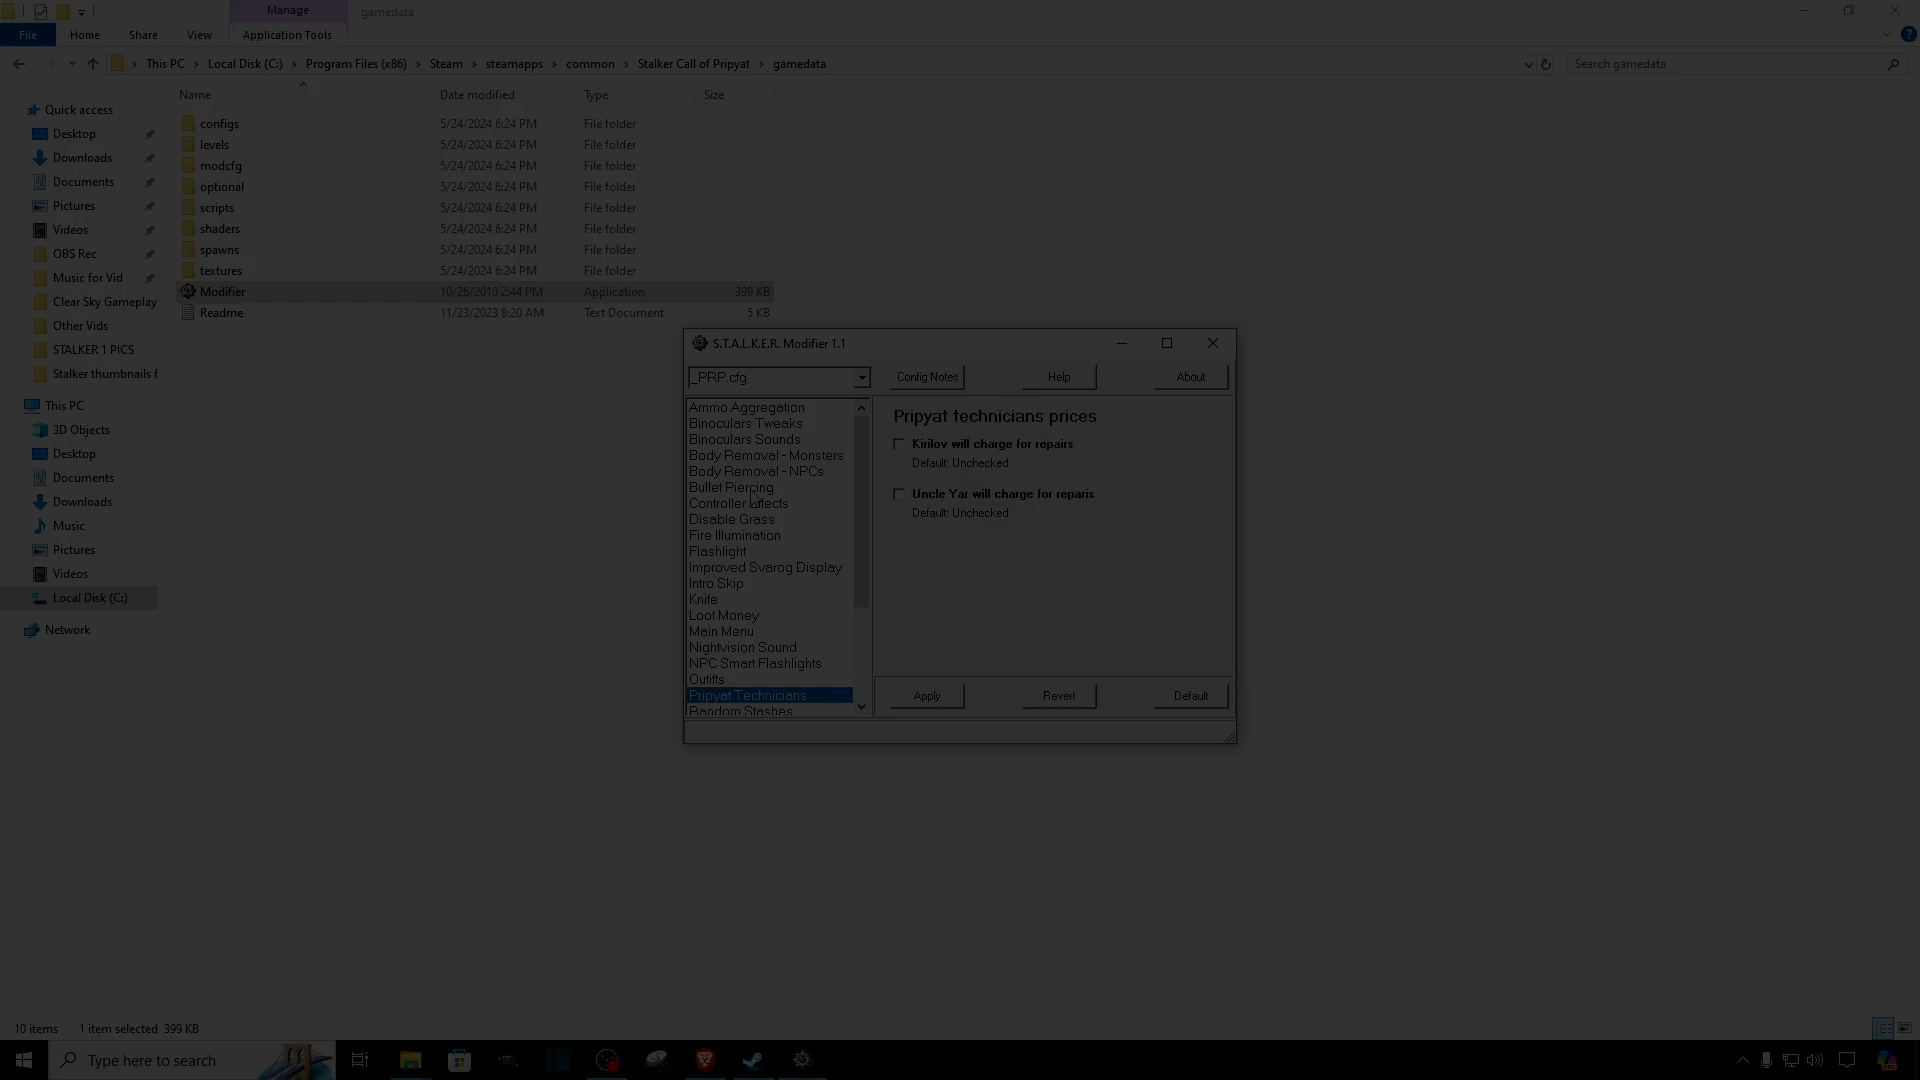 Manage
gamedata
File
Home
Share
View
Application Tools
This PC
Local Disk (C:)
Program Files (x86)
Steam
steamapps
common
Stalker Call of Pripyat
gamedata
Search gamedata
Name
Date modified
Type
Size
Quick access
Desktop
Downloads
Documents
Pictures
Videos
OBS Rec
Music for Vid
Clear Sky Gameplay
Other Vids
STALKER 1 PICS
Stalker thumbnails f
This PC
3D Objects
Desktop
Documents
Downloads
Music
Pictures
Videos
Local Disk (C:)
Network
configs 5/24/2024 6:24 PM File folder
levels 5/24/2024 6:24 PM File folder
modcfg 5/24/2024 6:24 PM File folder
optional 5/24/2024 6:24 PM File folder
scripts 5/24/2024 6:24 PM File folder
shaders 5/24/2024 6:24 PM File folder
spawns 5/24/2024 6:24 PM File folder
textures 5/24/2024 6:24 PM File folder
Modifier 10/26/2010 2:44 PM Application 399 KB
Readme 11/23/2023 8:20 AM Text Document 5 KB
S.T.A.L.K.E.R. Modifier 1.1
_PRP.cfg
Config Notes
Help
About
Ammo Aggregation
Binoculars Tweaks
Binoculars Sounds
Body Removal - Monsters
Body Removal - NPCs
Bullet Piercing
Controller Effects
Disable Grass
Fire Illumination
Flashlight
Improved Svarog Display
Intro Skip
Knife
Loot Money
Main Menu
Nightvision Sound
NPC Smart Flashlights
Outifts
Pripyat Technicians
Random Stashes
Pripyat technicians prices
Kirilov will charge for repairs
Default: Unchecked
Uncle Yar will charge for reparis
Default: Unchecked
Apply
Revert
Default
10 items
1 item selected 399 KB
Type here to search